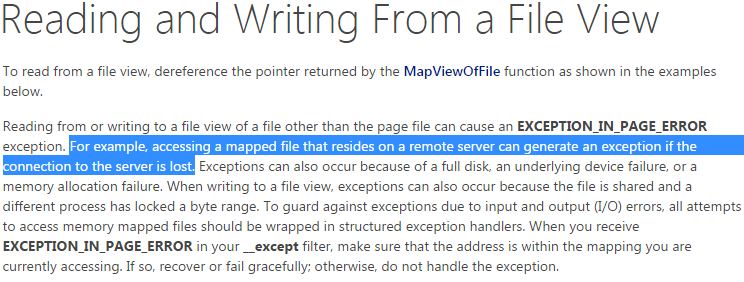 Reading and Writing From a File View
To read from a file view, dereference the pointer returned by the MapViewOfFile function as shown in the examples
below.
Reading from or writing to a file view of a file other than the page file can cause an EXCEPTION_IN_PAGE_ERROR
exception. For example, accessing a mapped file that resides on a remote server can generate an exception if the
connection to the server is lost. Exceptions can also occur because of a full disk, an underlying device failure, or a
memory allocation failure. When writing to a file view, exceptions can also occur because the file is shared and a
different process has locked a byte range. To guard against exceptions due to input and output (I/O) errors, all attempts
to access memory mapped files should be wrapped in structured exception handlers. When you receive
EXCEPTION_IN_PAGE_ERROR in your __except filter, make sure that the address is within the mapping you are
currently accessing. If so, recover or fail gracefully; otherwise, do not handle the exception.